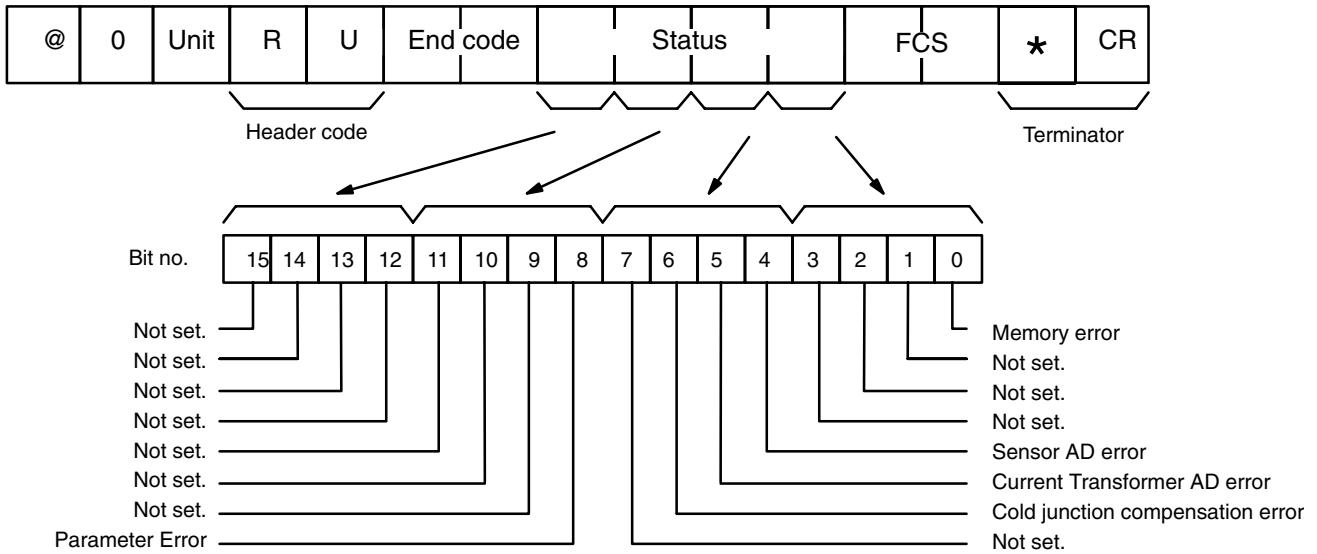 @ 0 Unit R U End code Status FCS * CR
Header code Terminator
Bit no. 15 14 13 12 11 10 9 8 7 6 5 4 3 2 1 0
Not set. Memory error
Not set. Not set.
Not set. Not set.
Not set. Not set.
Not set. Sensor AD error
Not set. Current Transformer AD error
Not set. Cold junction compensation error
Parameter Error Not set.